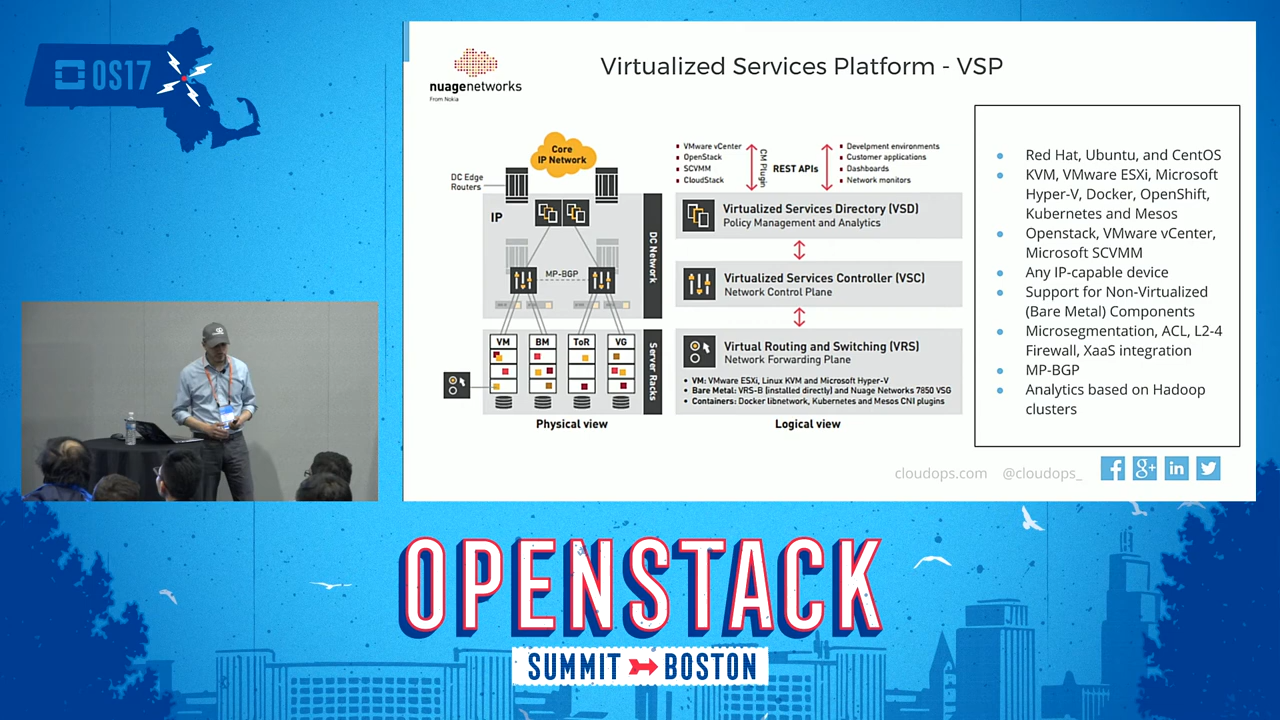 OS17
nuagenetworks
From Nokia
Virtualized Services Platform - VSP
Core
IP Network
DC Edge
Routers
IP
MP-BGP
DC Network
VM
BM
ToR
VG
Server Racks
Physical view
VMware vCenter
OpenStack
SCVMM
CloudStack
CM Plugin
REST APIs
Develpment environments
Customer applications
Dashboards
Network monitors
Virtualized Services Directory (VSD)
Policy Management and Analytics
Virtualized Services Controller (VSC)
Network Control Plane
Virtual Routing and Switching (VRS)
Network Forwarding Plane
• VM: VMware ESXi, Linux KVM and Microsoft Hyper-V
• Bare Metal: VRS-B (installed directly) and Nuage Networks 7850 VSG
• Containers: Docker libnetwork, Kubernetes and Mesos CNI plugins
Logical view
• Red Hat, Ubuntu, and CentOS
• KVM, VMware ESXi, Microsoft
Hyper-V, Docker, OpenShift,
Kubernetes and Mesos
• Openstack, VMware vCenter,
Microsoft SCVMM
• Any IP-capable device
• Support for Non-Virtualized
(Bare Metal) Components
• Microsegmentation, ACL, L2-4
Firewall, XaaS integration
• MP-BGP
• Analytics based on Hadoop
clusters
cloudops.com @cloudops_
OPENSTACK
SUMMIT BOSTON